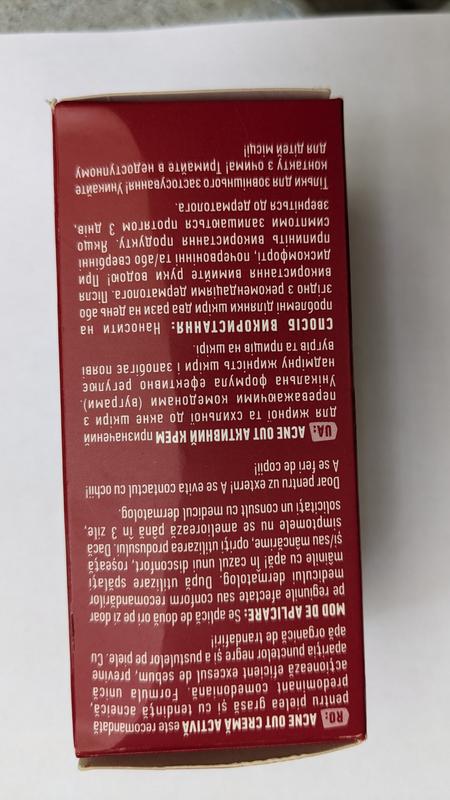 RO: ACNE OUT CREMĂ ACTIVĂ este recomandată
pentru pielea grasă și cu tendință acneică,
predominant comedoniană. Formula unică
acționează eficient excesul de sebum, previne
apariția punctelor negre și a pustulelor pe piele. Cu
apă organică de trandafir!
MOD DE APLICARE: Se aplică de două ori pe zi doar
pe regiunile afectate sau conform recomandărilor
medicului dermatolog. După utilizare spălați
mâinile cu apă! În cazul unui disconfort, roșeață
și/sau mâncărime, opriți utilizarea produsului. Dacă
simptomele nu se ameliorează până în 3 zile,
solicitați un consult cu medicul dermatolog.
Doar pentru uz extern! A se evita contactul cu ochii!
A se feri de copii!
UA: ACNE OUT АКТИВНИЙ КРЕМ призначений
для жирної та схильної до акне шкіри з
переважаючими комедонами (вуграми).
Унікальна формула ефективно регулює
надмірну жирність шкіри і запобігає появі
вугрів та прищів на шкірі.
СПОСІБ ВИКОРИСТАННЯ: Наносити на
проблемні ділянки шкіри два рази на день або
згідно з рекомендаціями дерматолога. Після
використання вимийте руки водою! При
дискомфорті, почервонінні та/або свербінні
припиніть використання продукту. Якщо
симптоми залишаються протягом 3 днів,
зверніться до дерматолога.
Тільки для зовнішнього застосування! Уникайте
контакту з очима! Тримайте в недоступному
для дітей місці!